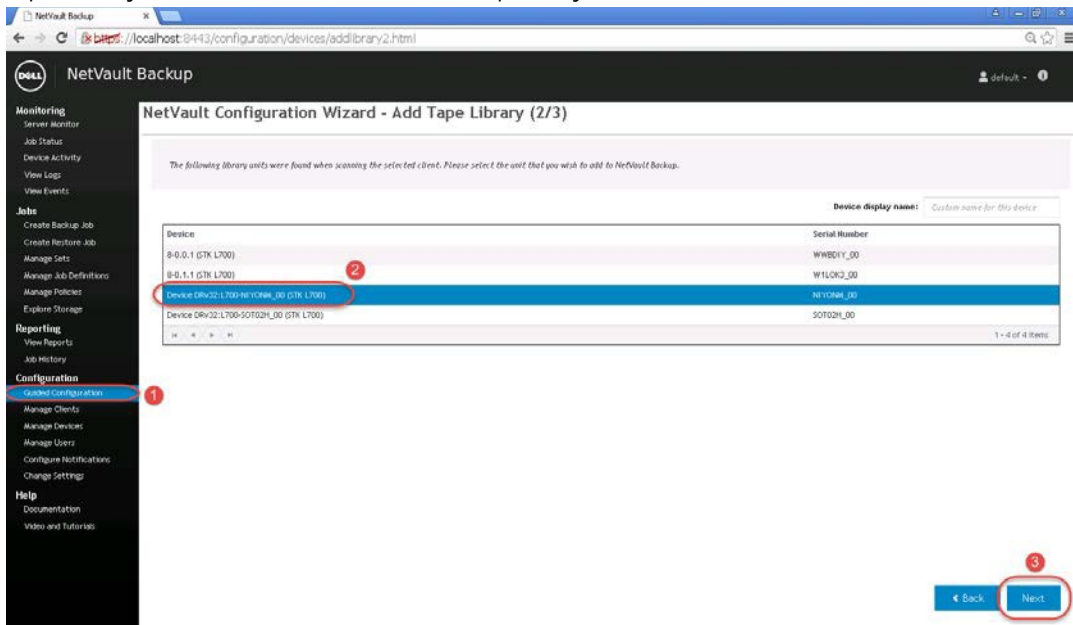 NetVault Backup
https://localhost:8443/configuration/devices/addlibrary2.html
DELL
NetVault Backup
default
Monitoring
Server Monitor
Job Status
Device Activity
View Logs
View Events
Jobs
Create Backup Job
Create Restore Job
Manage Sets
Manage Job Definitions
Manage Policies
Explore Storage
Reporting
View Reports
Job History
Configuration
Guided Configuration
1
Manage Clients
Manage Devices
Manage Users
Configure Notifications
Change Settings
Help
Documentation
Video and Tutorials
NetVault Configuration Wizard - Add Tape Library (2/3)
The following library units were found when scanning the selected client. Please select the unit that you wish to add to NetVault Backup.
Device display name: Custom name for this device
Device Serial Number
8-0.0.1 (STK L700) WWBDIY_00
8-0.1.1 (STK L700) W1LOK3_00
2
Device DRv32:L700-NIYONM_00 (STK L700)
Device DRv32:L700-SOT02H_00 (STK L700) SOT02H_00
1 - 4 of 4 items
3
Back Next